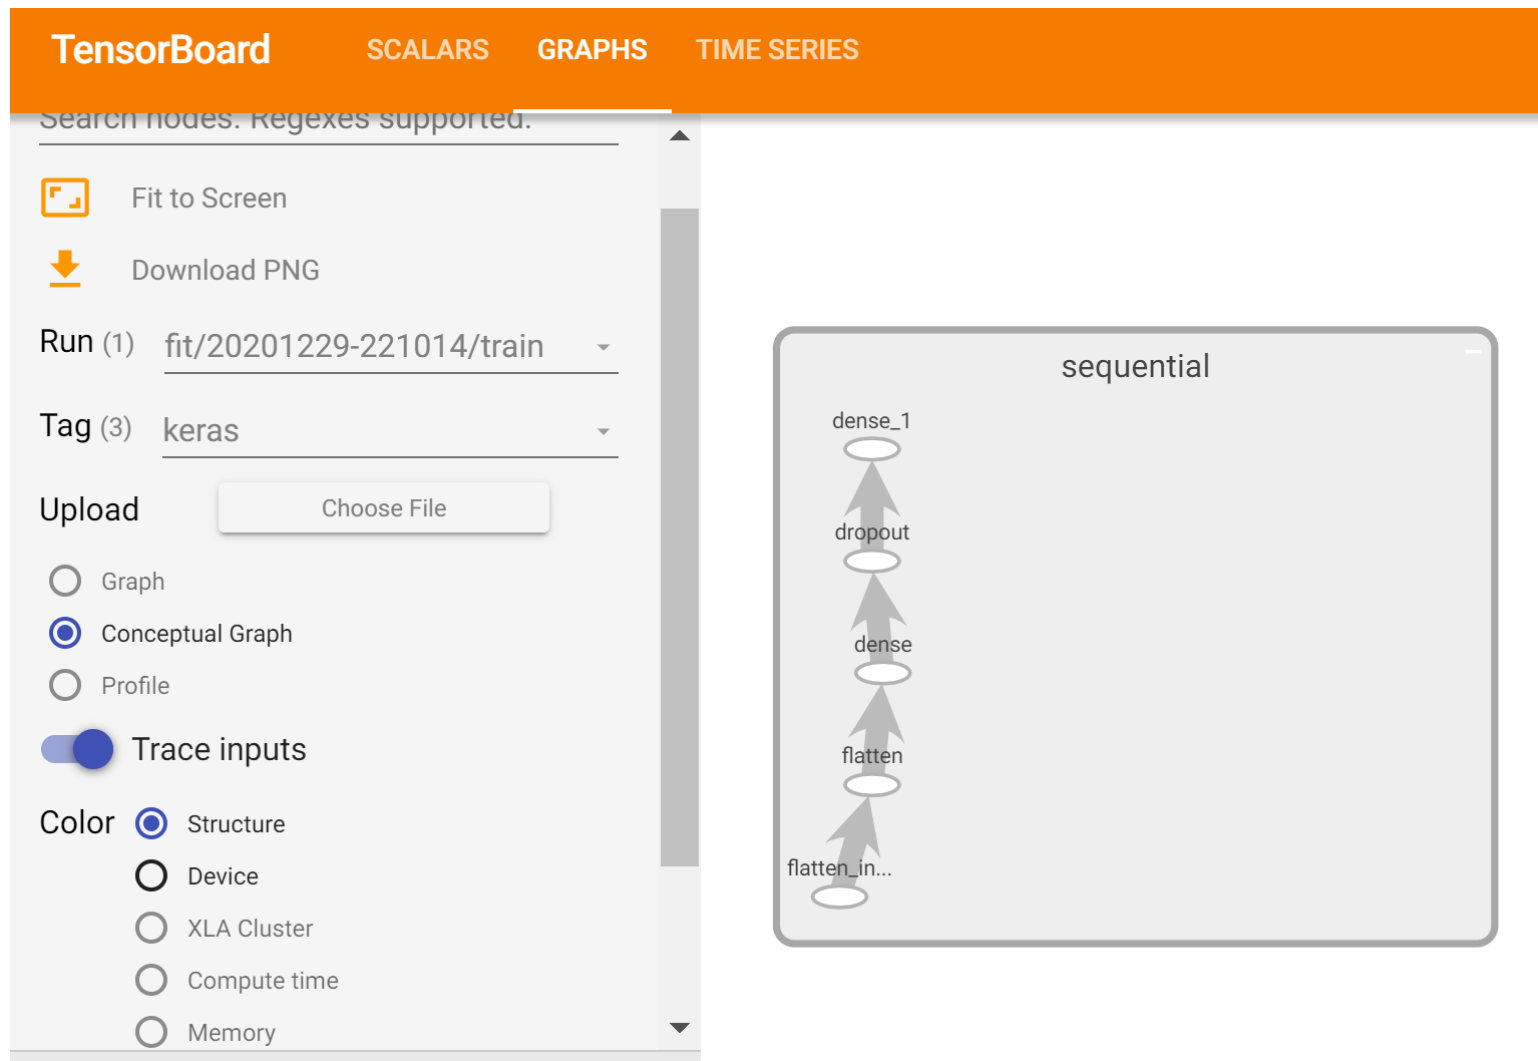 TensorBoard SCALARS GRAPHS TIME SERIES
Search nodes. Regexes supported.
Fit to Screen
Download PNG
Run (1) fit/20201229-221014/train
Tag (3) keras
Upload Choose File
Graph
Conceptual Graph
Profile
Trace inputs
Color Structure
Device
XLA Cluster
Compute time
Memory
sequential
dense_1
dropout
dense
flatten
flatten_in...